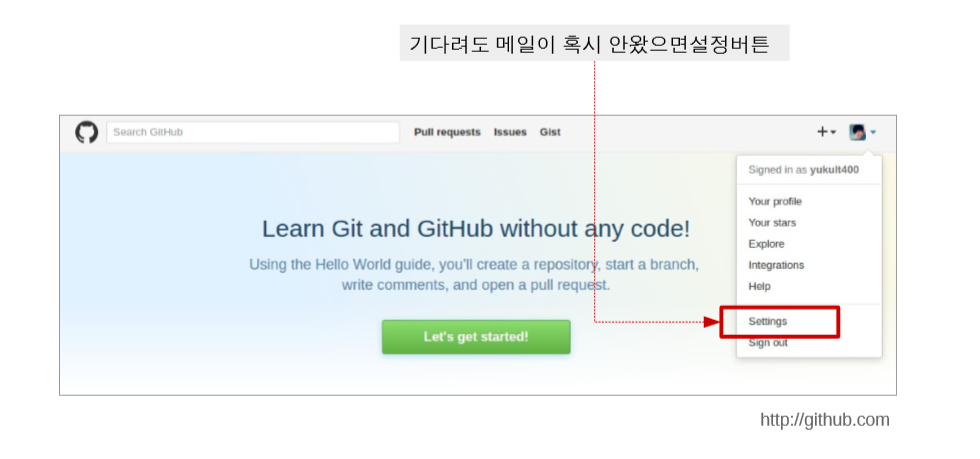 기다려도 메일이 혹시 안왔으면설정버튼
Search GitHub
Pull requests Issues Gist
Signed in as yukult400
Your profile
Your stars
Explore
Integrations
Help
Settings
Sign out
Learn Git and GitHub without any code!
Using the Hello World guide, you'll create a repository, start a branch,
write comments, and open a pull request.
Let's get started!
http://github.com